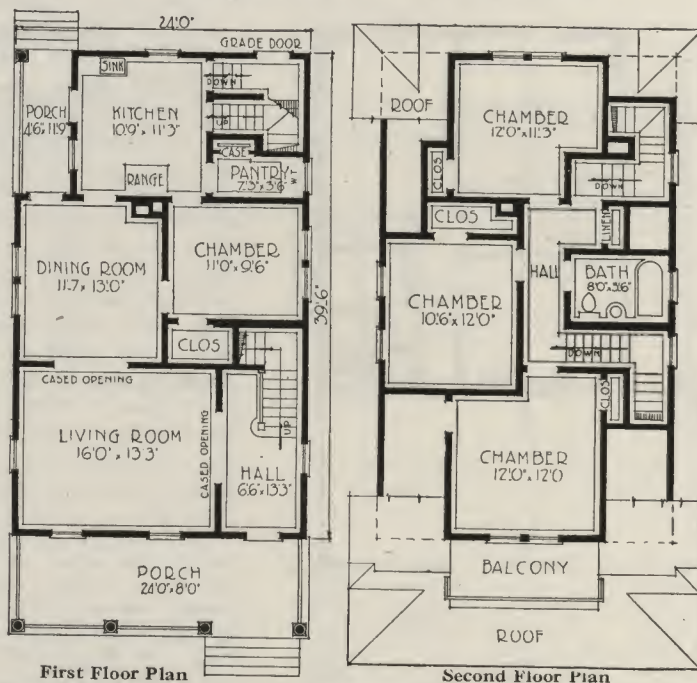 24'0"
GRADE DOOR
SINK
DOWN
PORCH
4'6"x11'9"
KITCHEN
10'9" x 11'3"
UP
CASE
RANGE
PANTRY
7'3"x3'6"
DINING ROOM
11'7" x 13'0"
CHAMBER
11'0" x 9'6"
39'6"
CLOS
CASED OPENING
LIVING ROOM
16'0" x 13'3"
CASED OPENING
UP
HALL
6'6"x13'3"
PORCH
24'0"x8'0"
First Floor Plan
ROOF
CHAMBER
12'0"x11'3"
CLOS
DOWN
CLOS
LINEN
HALL
BATH
8'0"x5'6"
CHAMBER
10'6"x12'0"
DOWN
CLOS
CHAMBER
12'0"x12'0
BALCONY
ROOF
Second Floor Plan